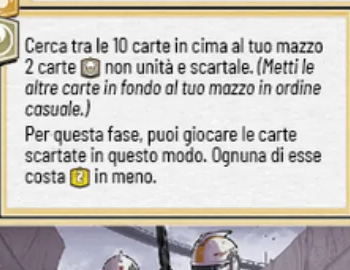 Cerca tra le 10 carte in cima al tuo mazzo
2 carte non unità e scartale. (Metti le
altre carte in fondo al tuo mazzo in ordine
casuale.)
Per questa fase, puoi giocare le carte
scartate in questo modo. Ognuna di esse
costa 2 in meno.